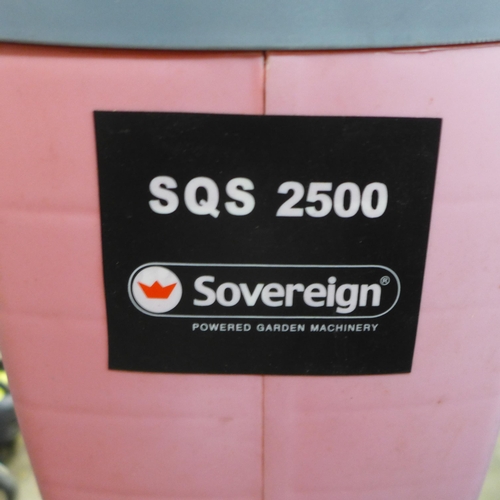 SQS 2500
Sovereign®
POWERED GARDEN MACHINERY